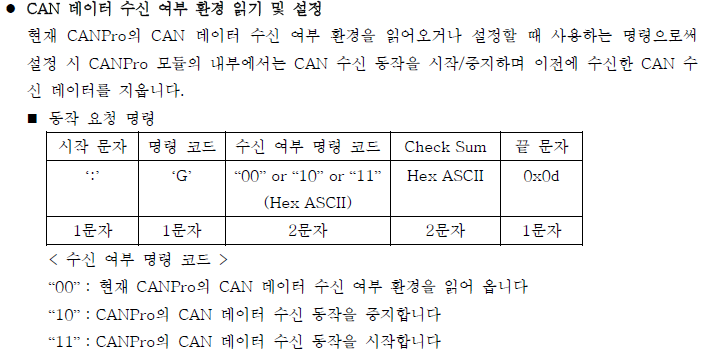 ● CAN 데이터 수신 여부 환경 읽기 및 설정
현재 CANPro의 CAN 데이터 수신 여부 환경을 읽어오거나 설정할 때 사용하는 명령으로써
설정 시 CANPro 모듈의 내부에서는 CAN 수신 동작을 시작/중지하며 이전에 수신한 CAN 수
신 데이터를 지웁니다.
■ 동작 요청 명령
시작 문자 명령 코드 수신 여부 명령 코드 Check Sum 끝 문자
‘:’ ‘G’ “00” or “10” or “11” Hex ASCII 0x0d
(Hex ASCII)
1문자 1문자 2문자 2문자 1문자
< 수신 여부 명령 코드 >
“00” : 현재 CANPro의 CAN 데이터 수신 여부 환경을 읽어 옵니다
“10” : CANPro의 CAN 데이터 수신 동작을 중지합니다
“11” : CANPro의 CAN 데이터 수신 동작을 시작합니다